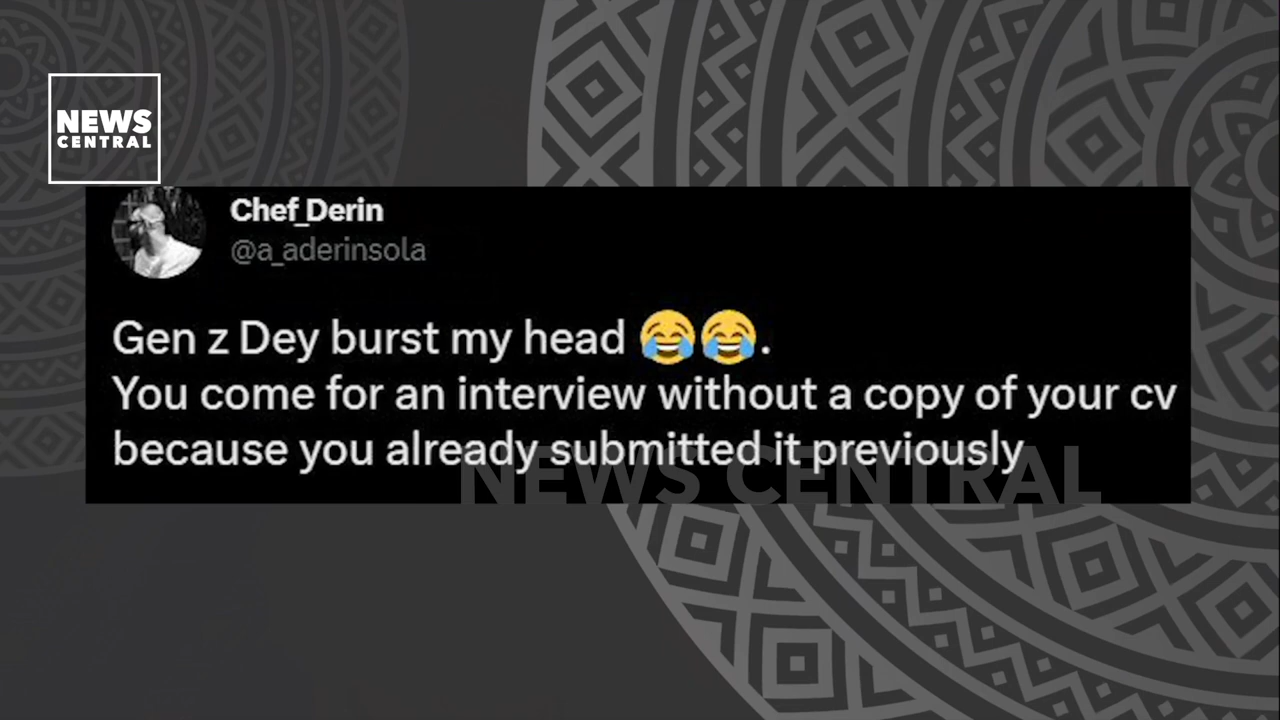 NEWS
CENTRAL
Chef_Derin
@a_aderinsola
Gen z Dey burst my head 😂😂.
You come for an interview without a copy of your cv
because you already submitted it previously
NEWS CENTRAL